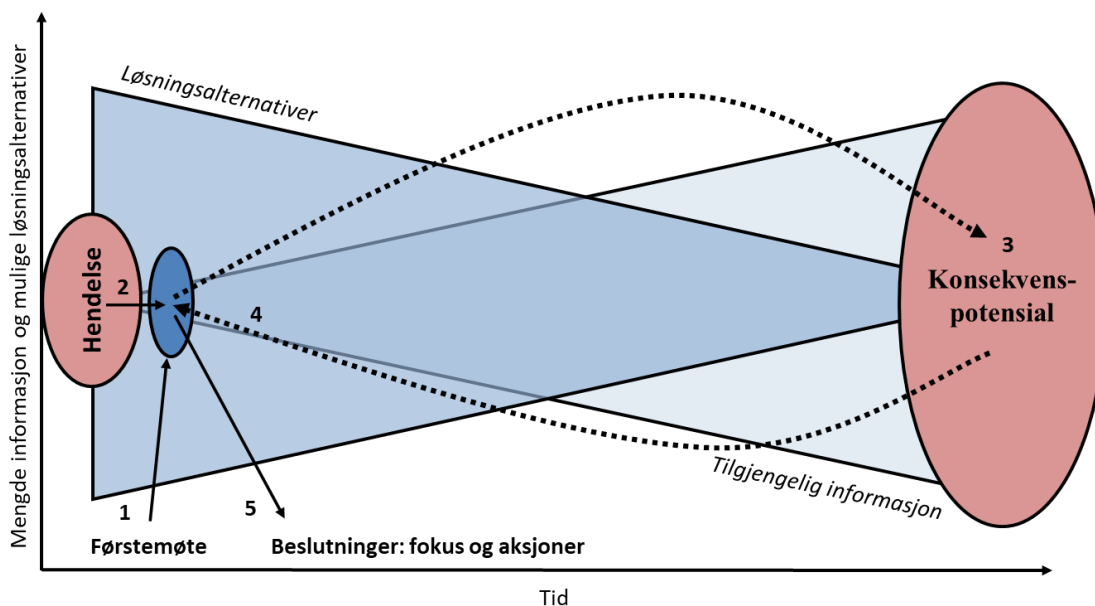 Mengde informasjon og mulige løsningsalternativer
Løsningsalternativer
Hendelse
2
4
3
Konsekvens-
potensial
Tilgjengelig informasjon
1
5
Førstemøte
Beslutninger: fokus og aksjoner
Tid